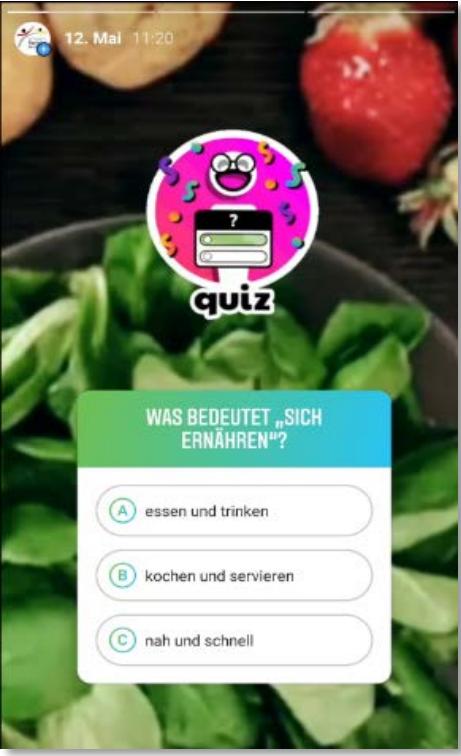 12. Mai 11:20
?
quiz
WAS BEDEUTET „SICH
ERNÄHREN"?
A essen und trinken
B kochen und servieren
C nah und schnell